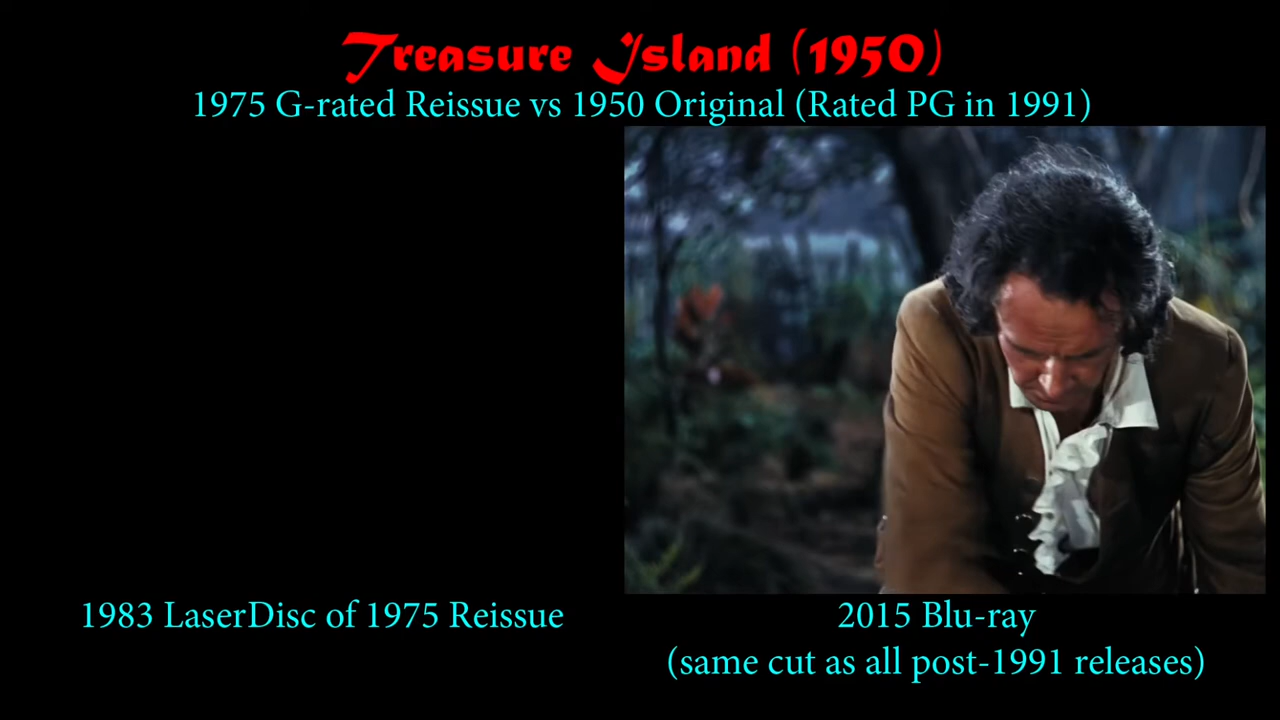 Treasure Island (1950)
1975 G-rated Reissue vs 1950 Original (Rated PG in 1991)
1983 LaserDisc of 1975 Reissue
2015 Blu-ray
(same cut as all post-1991 releases)